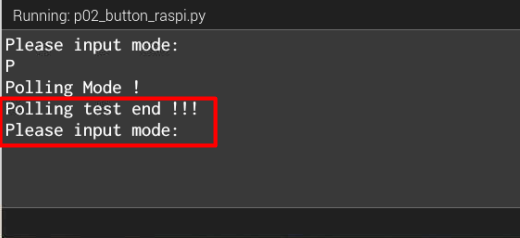 Running: p02_button_raspi.py
Please input mode:
P
Polling Mode !
Polling test end !!!
Please input mode: